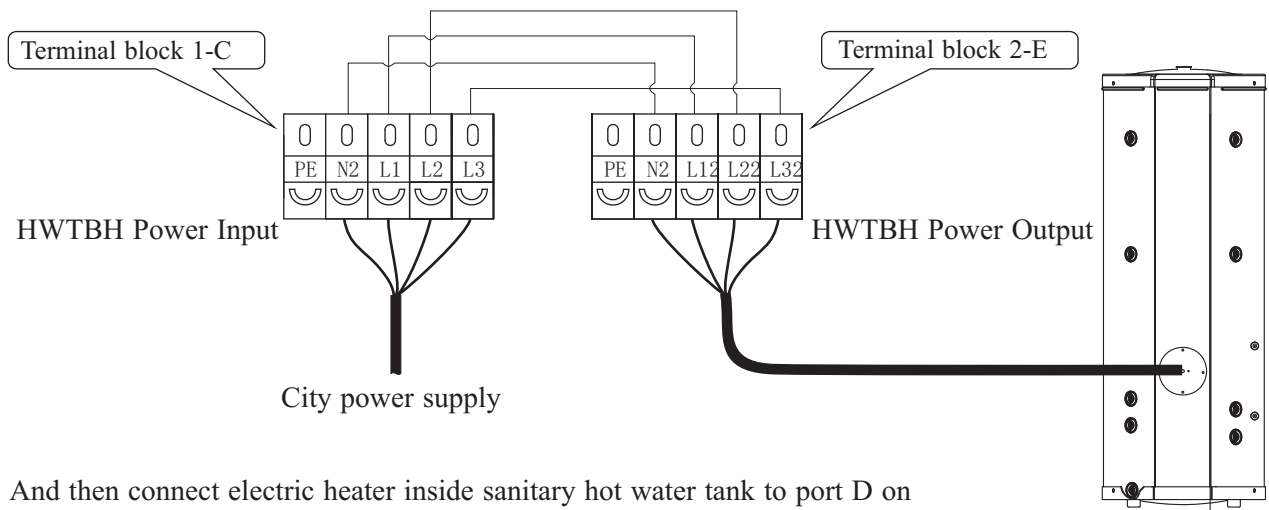 Terminal block 1-C
Terminal block 2-E
PE N2 L1 L2 L3
PE N2 L12 L22 L32
HWTBH Power Input
HWTBH Power Output
City power supply
And then connect electric heater inside sanitary hot water tank to port D on